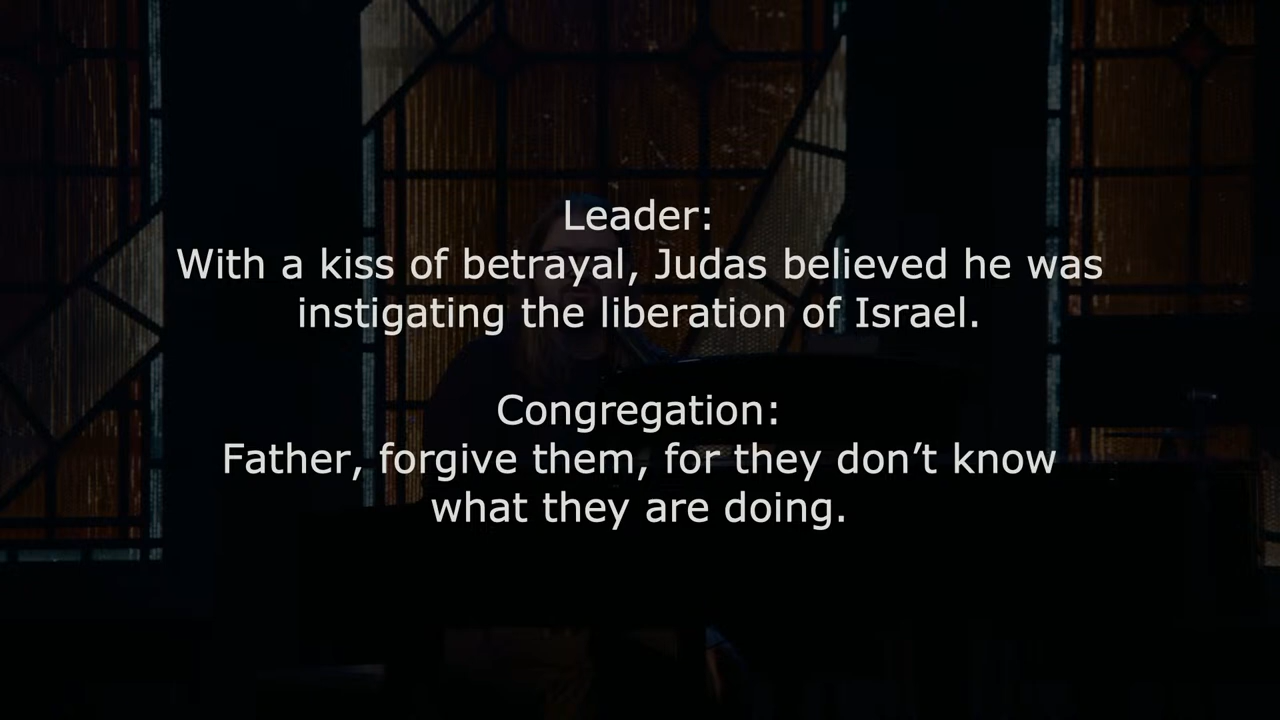 Leader:
With a kiss of betrayal, Judas believed he was
instigating the liberation of Israel.
Congregation:
Father, forgive them, for they don’t know
what they are doing.